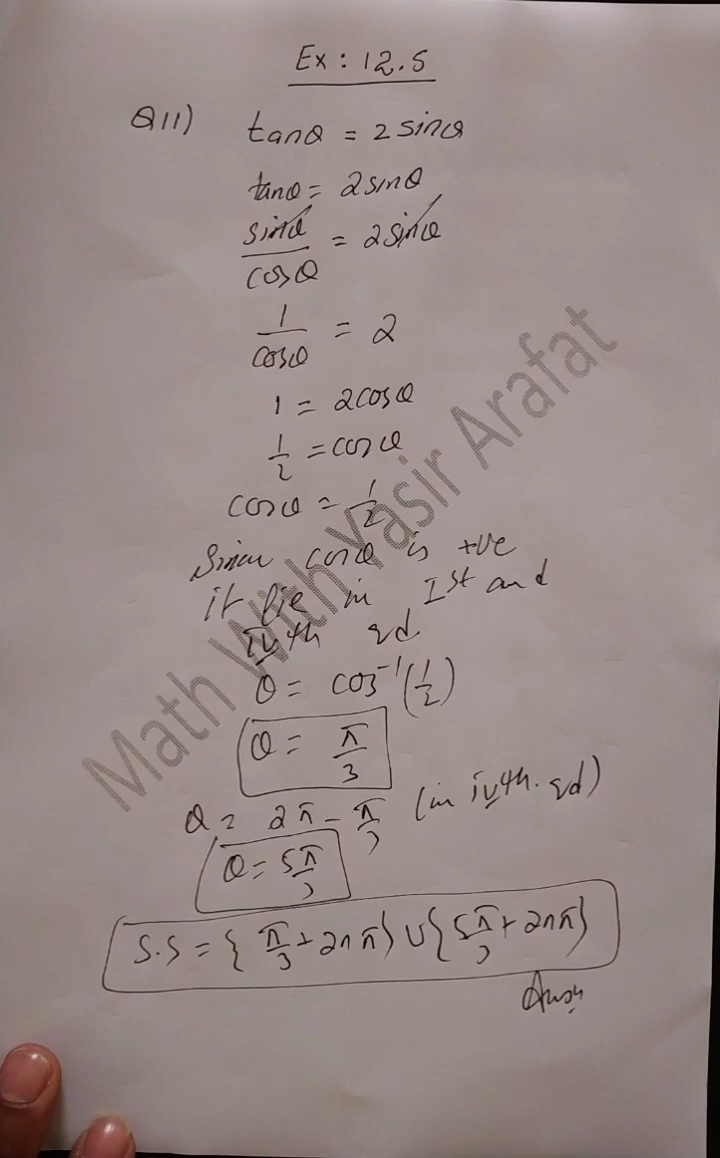 Ex : 12.5
Q11) tanθ = 2 sinθ
tanθ = 2sinθ
sinθ/cosθ = 2sinθ
1/cosθ = 2
1 = 2cosθ
1/2 = cosθ
cosθ = 1/2
Since cosθ is +ve
it lie in Ist and
IVth qd.
θ = cos⁻¹(1/2)
θ = π/3
θ = 2π - π/3 (in ivth. qd)
θ = 5π/3
S.S = { π/3 + 2nπ} ∪ {5π/3 + 2nπ}
Ans
Math With Yasir Arafat